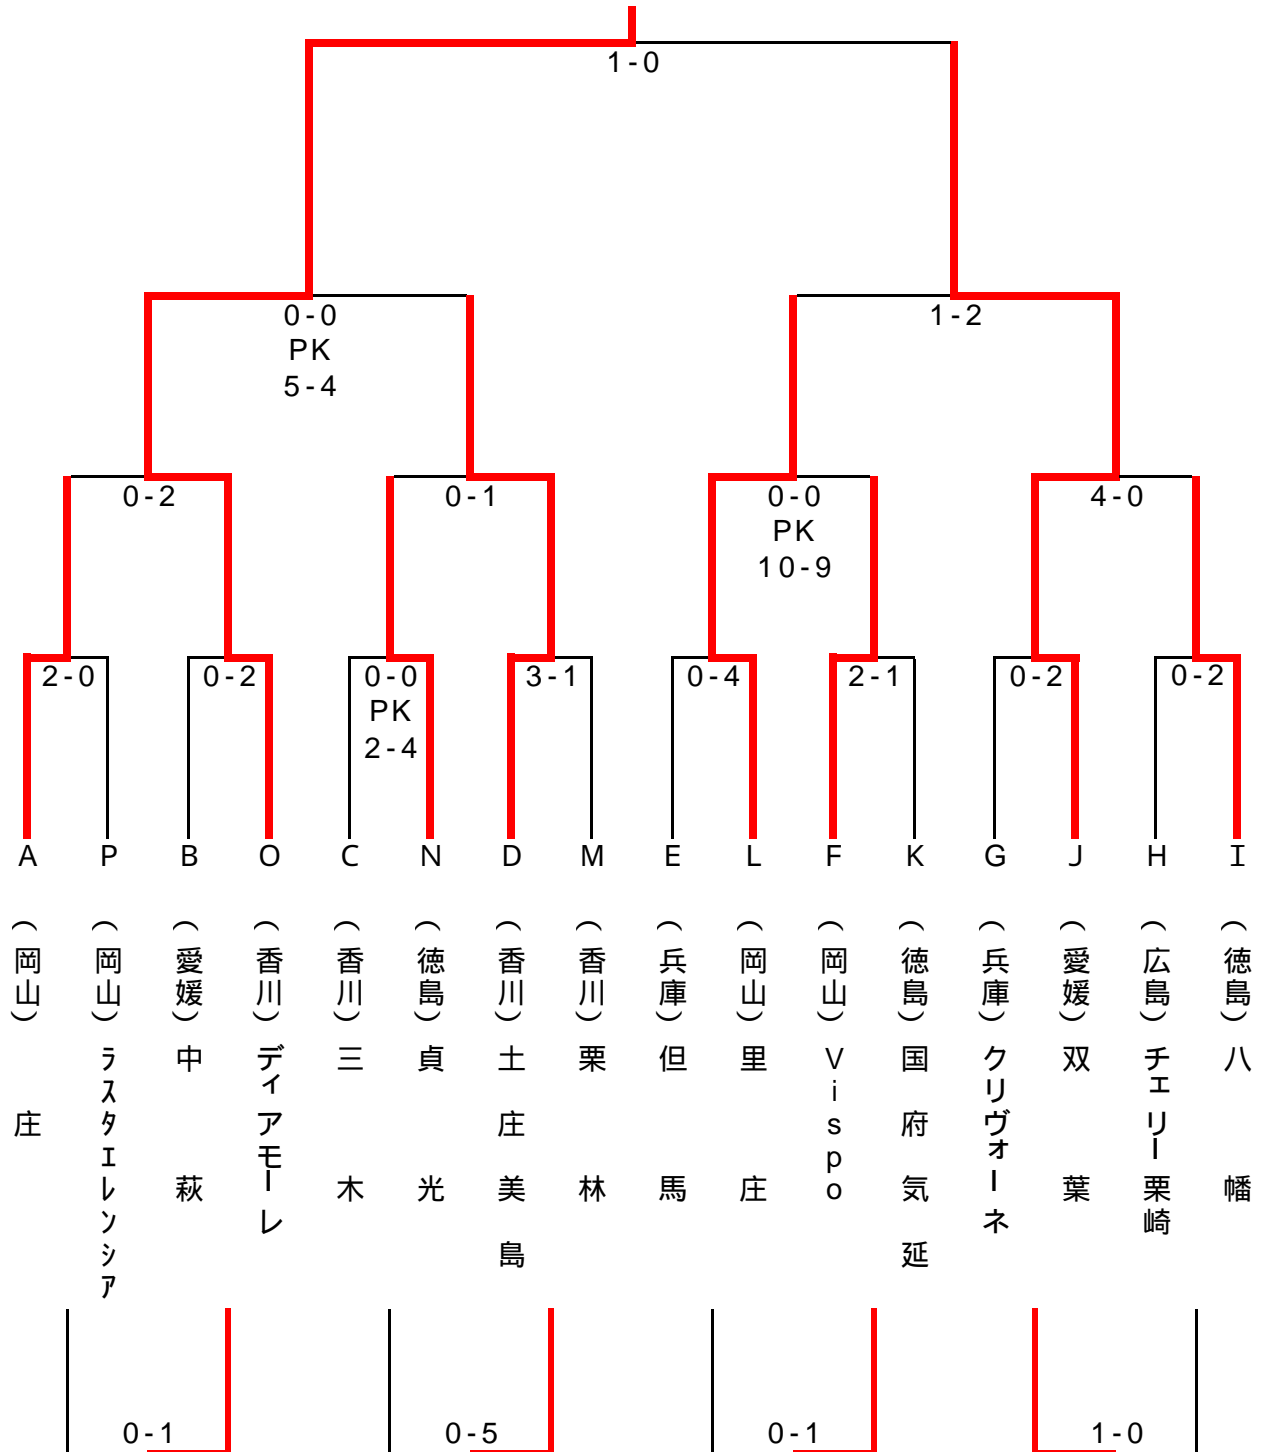 1-0
0-0
PK
5-4
1-2
0-2
0-1
0-0
PK
10-9
4-0
2-0
0-2
0-0
PK
2-4
3-1
0-4
2-1
0-2
0-2
A P B O C N D M E L F K G J H I
(岡山) 庄
(岡山) ラスタエレンシア
(愛媛) 中萩
(香川) ディアモーレ
(香川) 三木
(徳島) 貞光
(香川) 土庄美島
(香川) 栗林
(兵庫) 但馬
(岡山) 里庄
(岡山) Vispo
(徳島) 国府気延
(兵庫) クリヴォーネ
(愛媛) 双葉
(広島) チェリー栗崎
(徳島) 八幡
0-1
0-5
0-1
1-0